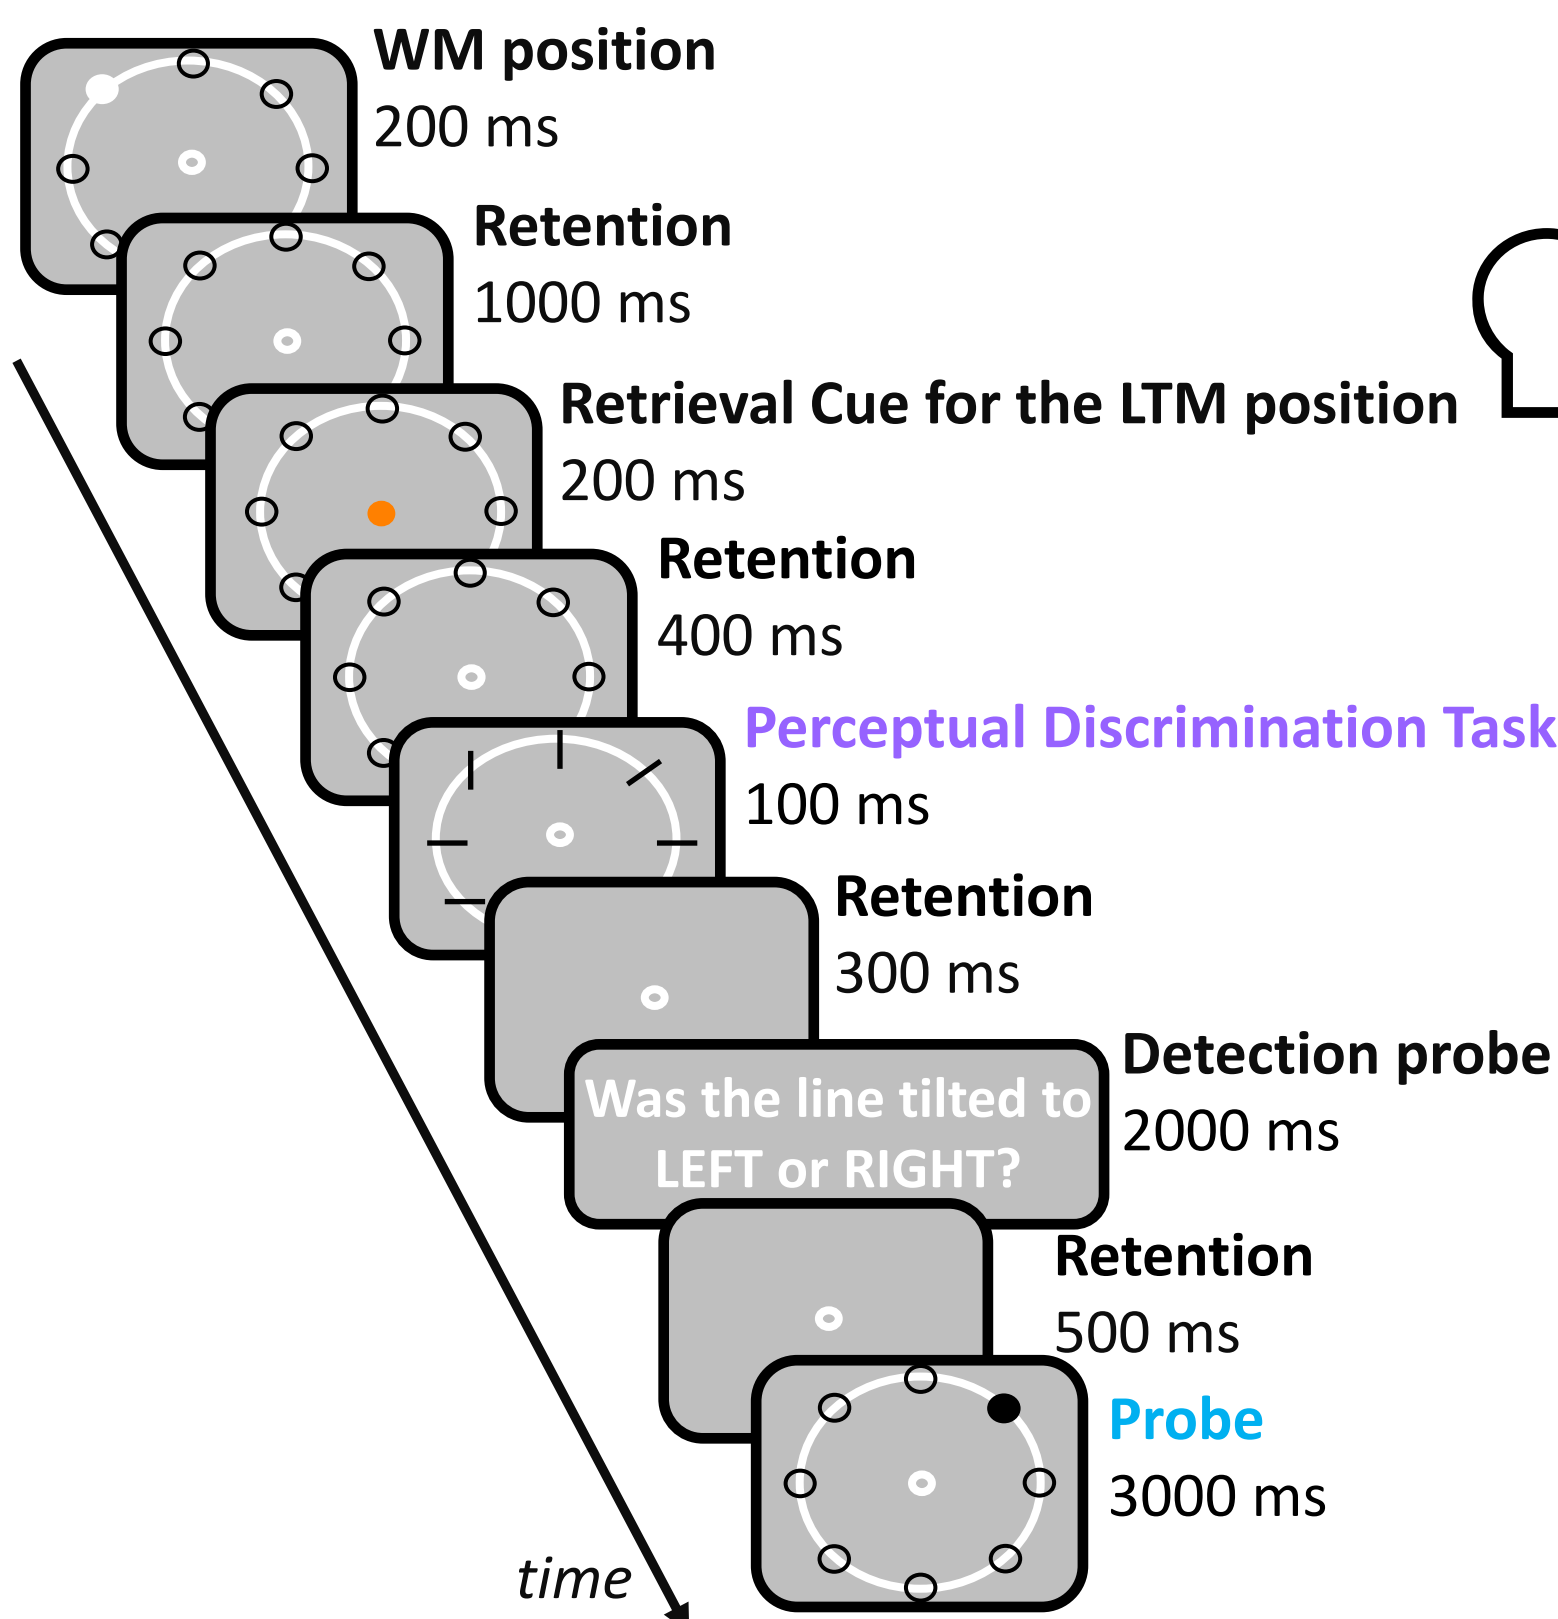 WM position
200 ms
Retention
1000 ms
Retrieval Cue for the LTM position
200 ms
Retention
400 ms
Perceptual Discrimination Task
100 ms
Retention
300 ms
Detection probe
2000 ms
Was the line tilted to
LEFT or RIGHT?
Retention
500 ms
Probe
3000 ms
time